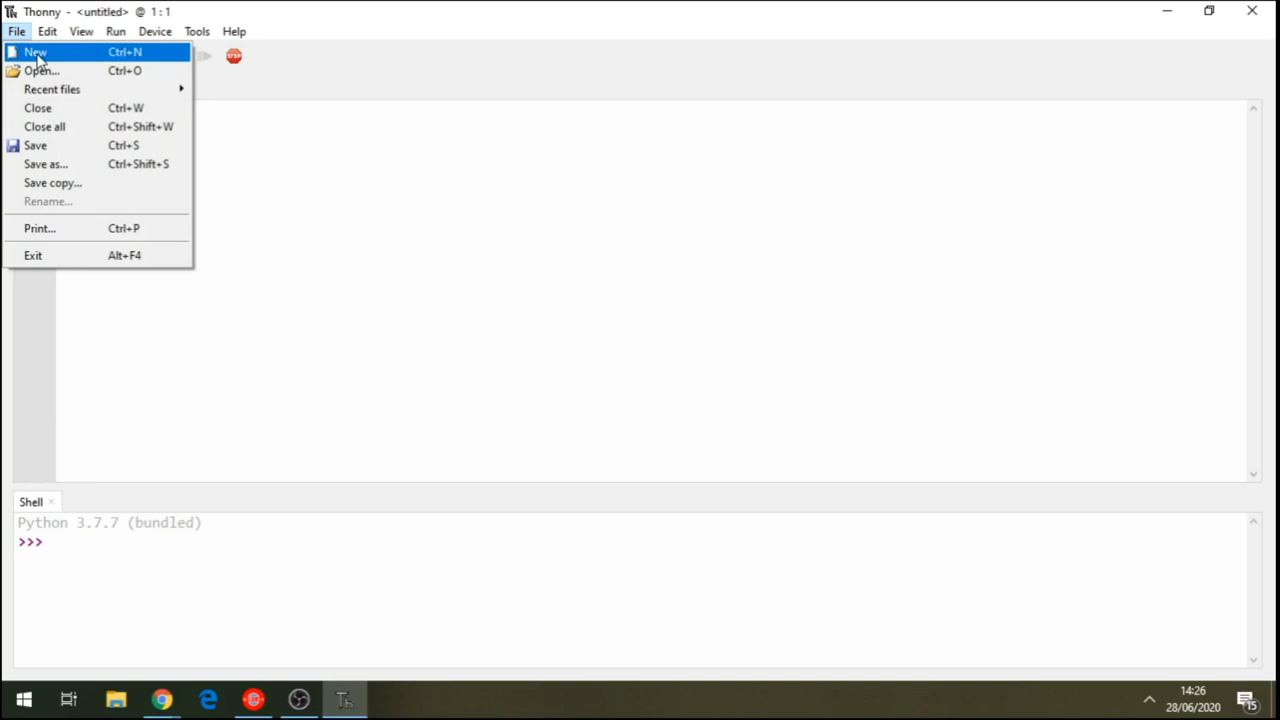 Thonny - <untitled> @ 1:1
File Edit View Run Device Tools Help
New Ctrl+N
STOP
Open... Ctrl+O
Recent files
Close Ctrl+W
Close all Ctrl+Shift+W
Save Ctrl+S
Save as... Ctrl+Shift+S
Save copy...
Rename...
Print... Ctrl+P
Exit Alt+F4
Shell
Python 3.7.7 (bundled)
>>>
14:26
28/06/2020
15